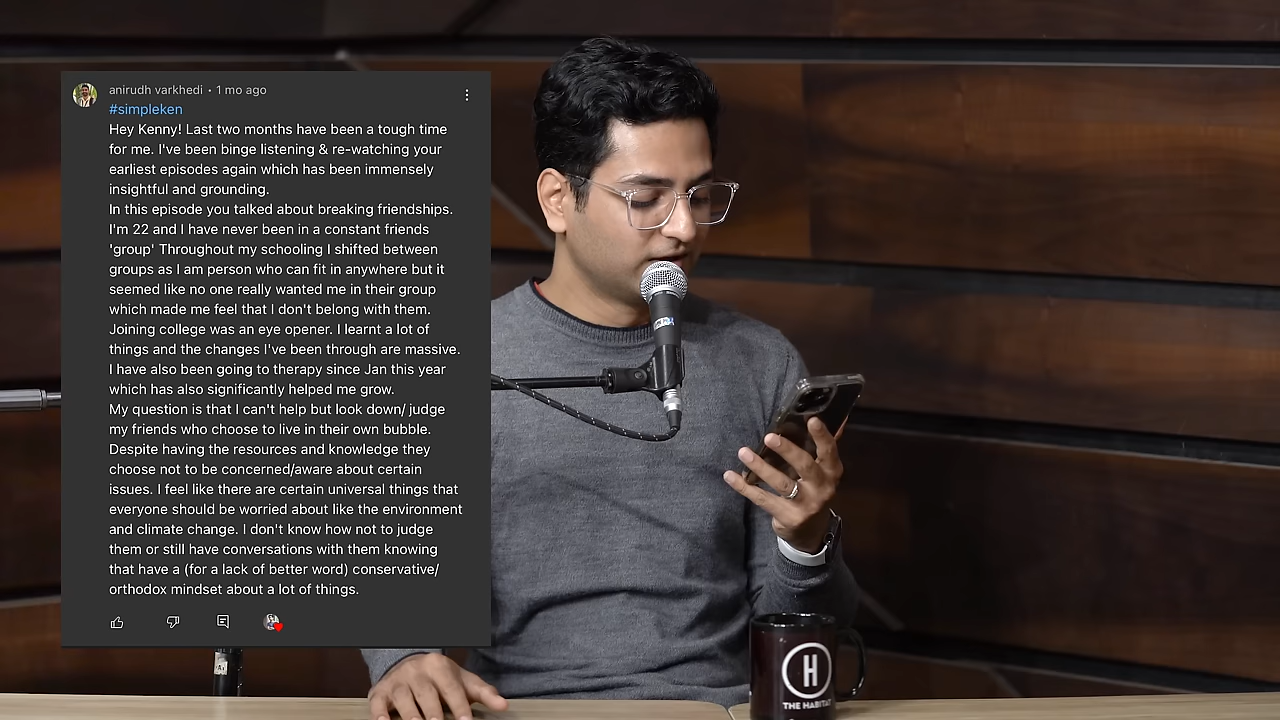 anirudh varkhedi • 1 mo ago
#simpleken
Hey Kenny! Last two months have been a tough time
for me. I've been binge listening & re-watching your
earliest episodes again which has been immensely
insightful and grounding.
In this episode you talked about breaking friendships.
I'm 22 and I have never been in a constant friends
'group' Throughout my schooling I shifted between
groups as I am person who can fit in anywhere but it
seemed like no one really wanted me in their group
which made me feel that I don't belong with them.
Joining college was an eye opener. I learnt a lot of
things and the changes I've been through are massive.
I have also been going to therapy since Jan this year
which has also significantly helped me grow.
My question is that I can't help but look down/ judge
my friends who choose to live in their own bubble.
Despite having the resources and knowledge they
choose not to be concerned/aware about certain
issues. I feel like there are certain universal things that
everyone should be worried about like the environment
and climate change. I don't know how not to judge
them or still have conversations with them knowing
that have a (for a lack of better word) conservative/
orthodox mindset about a lot of things.
H
THE HABITAT